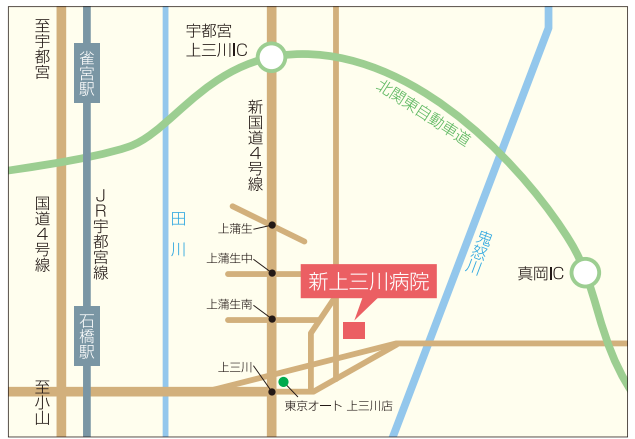 至宇都宮
雀宮駅
宇都宮
上三川IC
新国道4号線
北関東自動車道
国道4号線
JR宇都宮線
田川
鬼怒川
上蒲生
上蒲生中
上蒲生南
新上三川病院
真岡IC
石橋駅
上三川
至小山
東京オート 上三川店